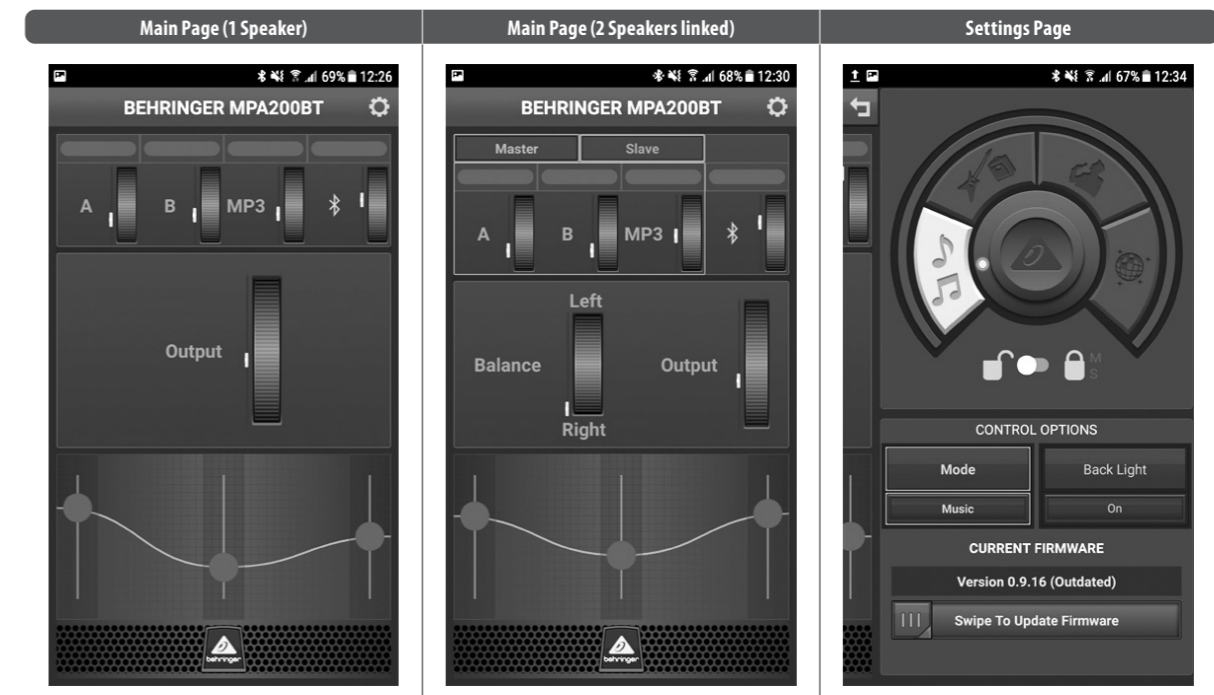 Main Page (1 Speaker)
Main Page (2 Speakers linked)
Settings Page
69% 12:26
BEHRINGER MPA200BT
A B MP3
Output
behringer
68% 12:30
BEHRINGER MPA200BT
Master Slave
A B MP3
Left
Balance Output
Right
behringer
67% 12:34
M
S
CONTROL OPTIONS
Mode Back Light
Music On
CURRENT FIRMWARE
Version 0.9.16 (Outdated)
Swipe To Update Firmware